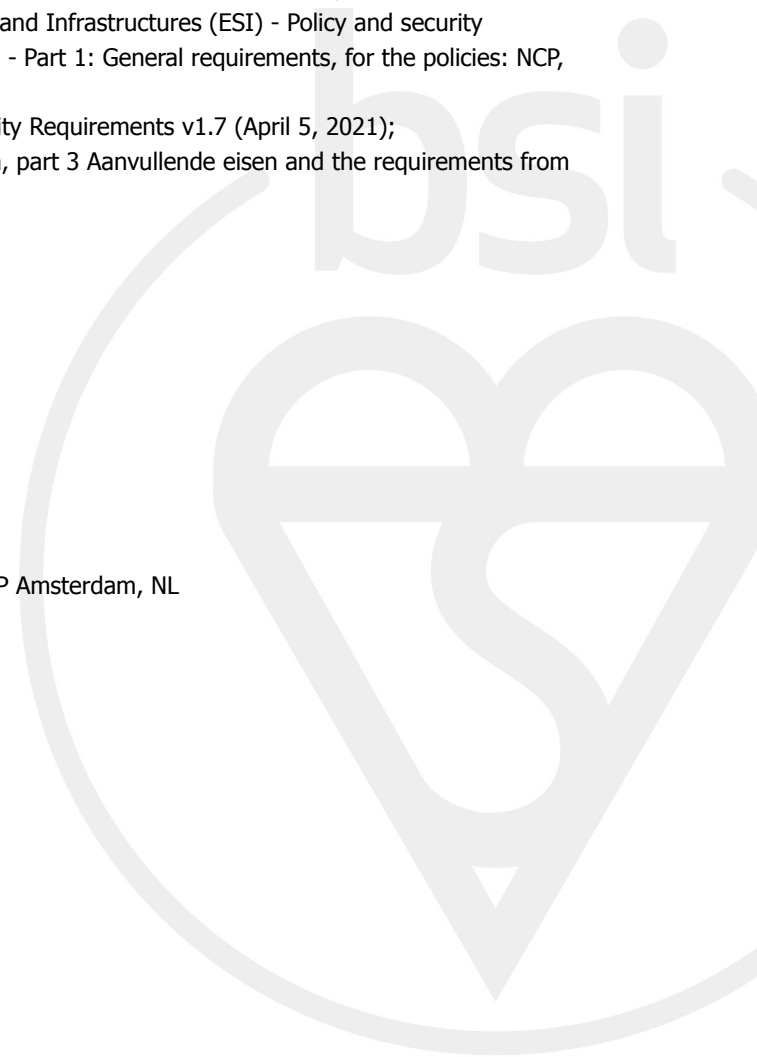 and Infrastructures (ESI) - Policy and security
- Part 1: General requirements, for the policies: NCP,
ity Requirements v1.7 (April 5, 2021);
, part 3 Aanvullende eisen and the requirements from
bsi
P Amsterdam, NL